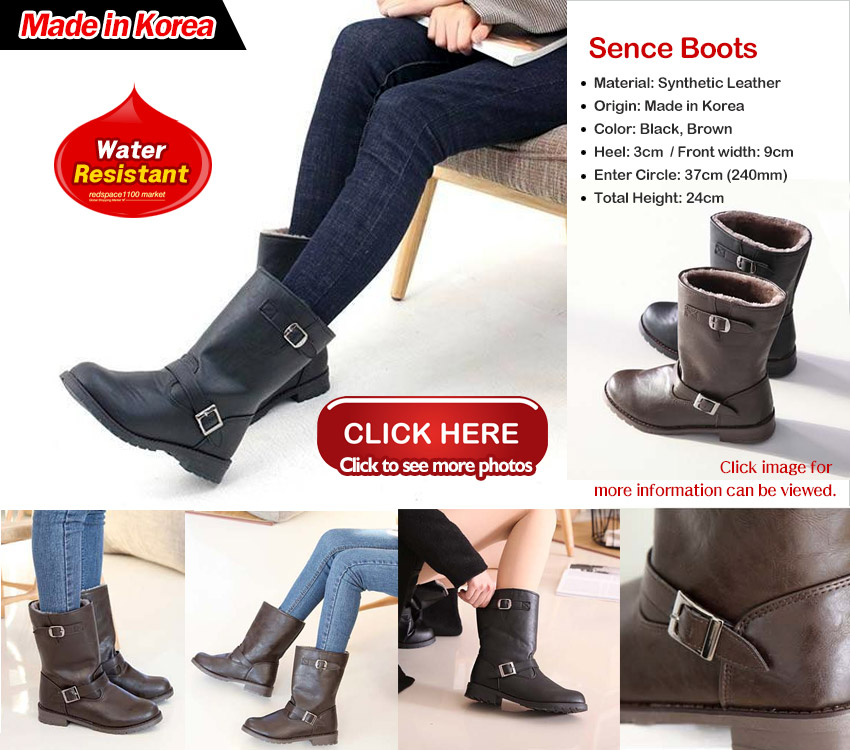 Made in Korea
Water
Resistant
redspace1100 market
Sence Boots
• Material: Synthetic Leather
• Origin: Made in Korea
• Color: Black, Brown
• Heel: 3cm / Front width: 9cm
• Enter Circle: 37cm (240mm)
• Total Height: 24cm
CLICK HERE
Click to see more photos
Click image for
more information can be viewed.